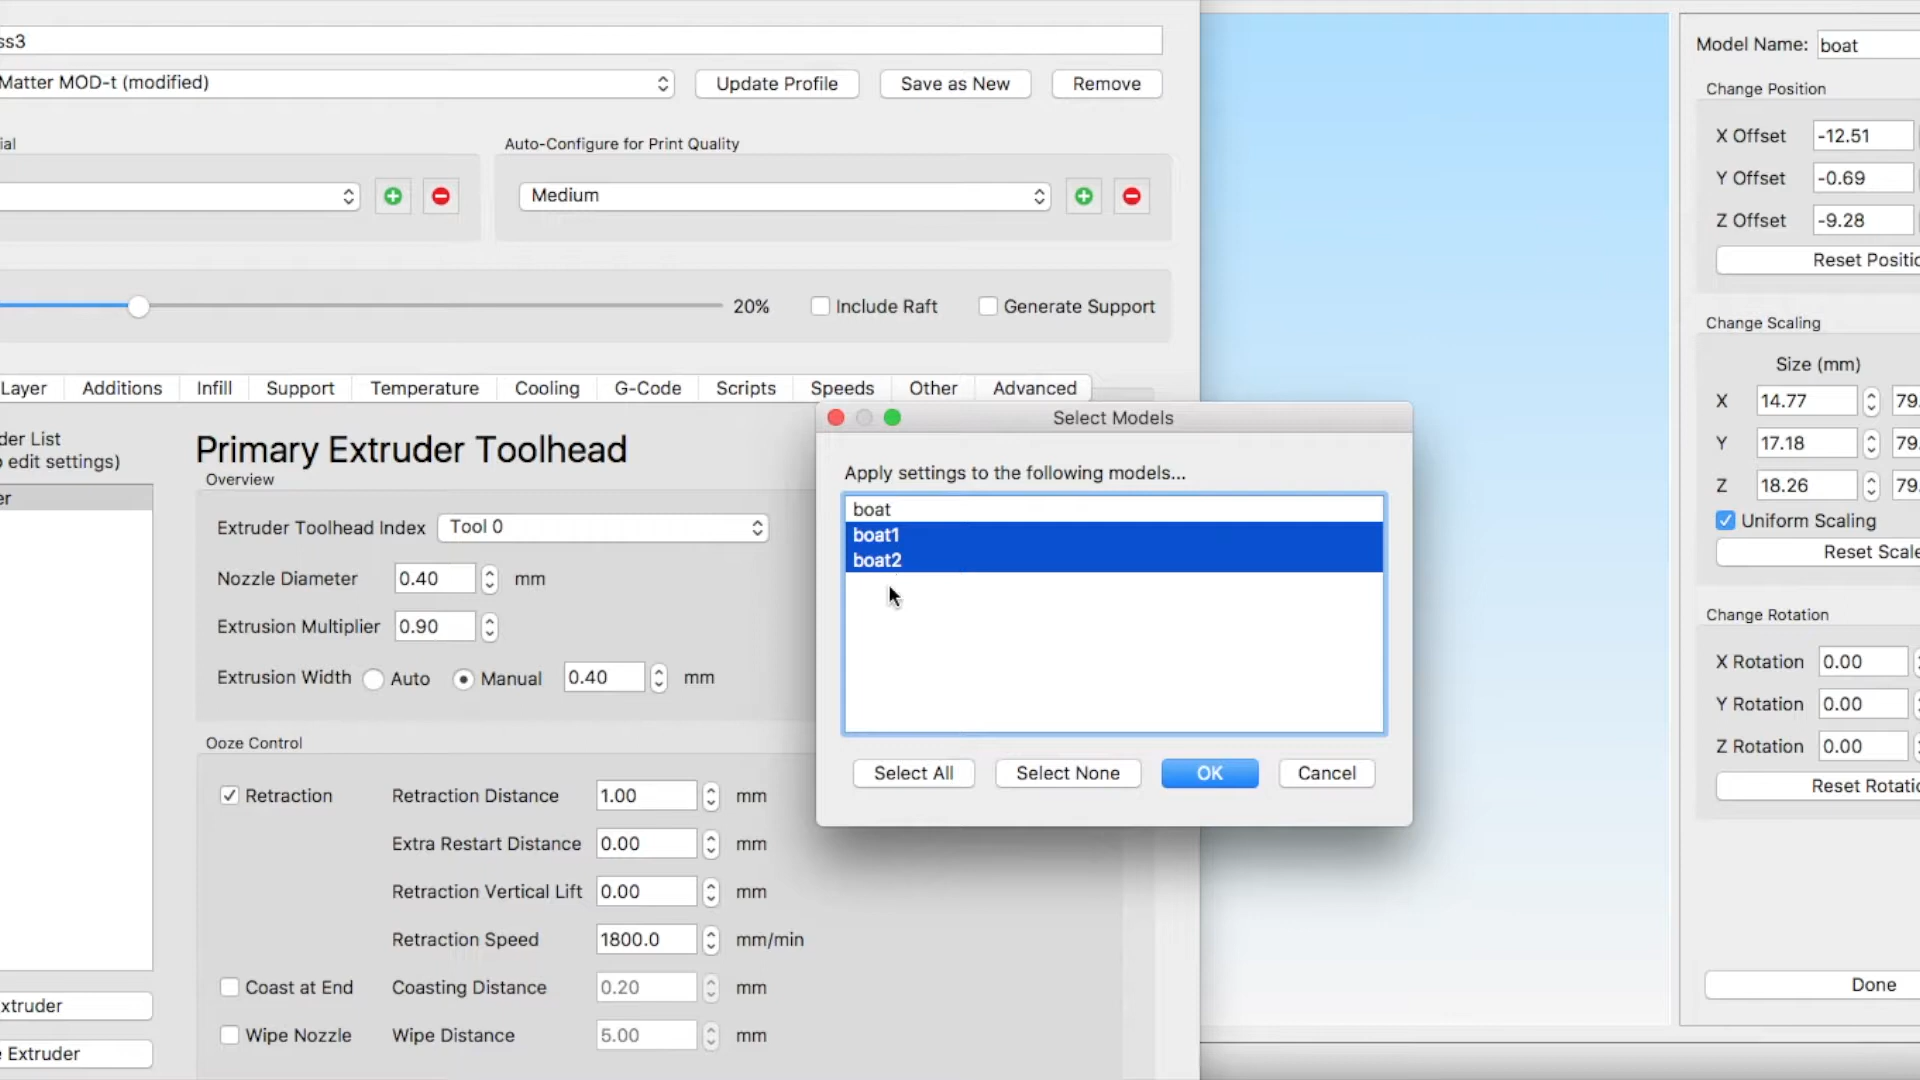 ss3
Matter MOD-t (modified)
Update Profile
Save as New
Remove
ial
Auto-Configure for Print Quality
Medium
20%
Include Raft
Generate Support
Layer
Additions
Infill
Support
Temperature
Cooling
G-Code
Scripts
Speeds
Other
Advanced
der List
o edit settings)
er
xtruder
e Extruder
Primary Extruder Toolhead
Overview
Extruder Toolhead Index
Tool 0
Nozzle Diameter
0.40
mm
Extrusion Multiplier
0.90
Extrusion Width
Auto
Manual
0.40
mm
Ooze Control
Retraction
Retraction Distance
1.00
mm
Extra Restart Distance
0.00
mm
Retraction Vertical Lift
0.00
mm
Retraction Speed
1800.0
mm/min
Coast at End
Coasting Distance
0.20
mm
Wipe Nozzle
Wipe Distance
5.00
mm
Select Models
Apply settings to the following models...
boat
boat1
boat2
Select All
Select None
OK
Cancel
Model Name:
boat
Change Position
X Offset
-12.51
Y Offset
-0.69
Z Offset
-9.28
Reset Positio
Change Scaling
Size (mm)
X
14.77
79.
Y
17.18
79.
Z
18.26
79.
Uniform Scaling
Reset Scale
Change Rotation
X Rotation
0.00
Y Rotation
0.00
Z Rotation
0.00
Reset Rotatio
Done